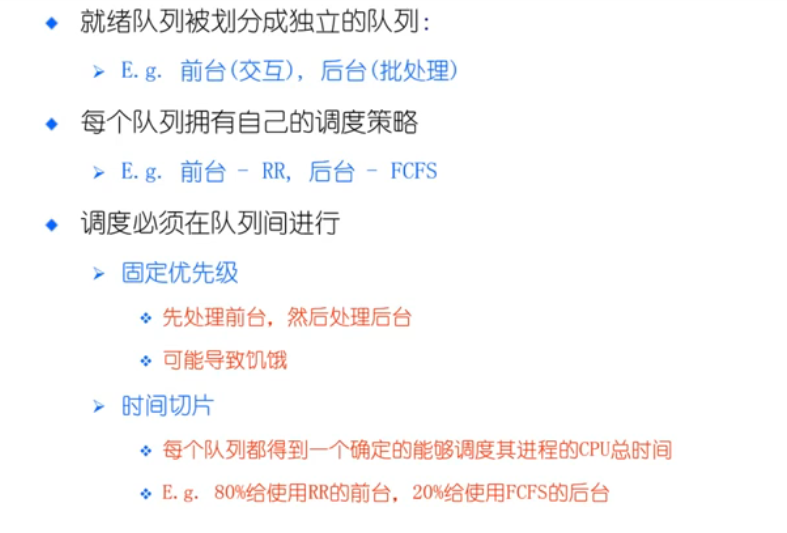 就绪队列被划分成独立的队列:
E.g. 前台(交互), 后台(批处理)
每个队列拥有自己的调度策略
E.g. 前台 - RR, 后台 - FCFS
调度必须在队列间进行
固定优先级
先处理前台, 然后处理后台
可能导致饥饿
时间切片
每个队列都得到一个确定的能够调度其进程的CPU总时间
E.g. 80%给使用RR的前台, 20%给使用FCFS的后台